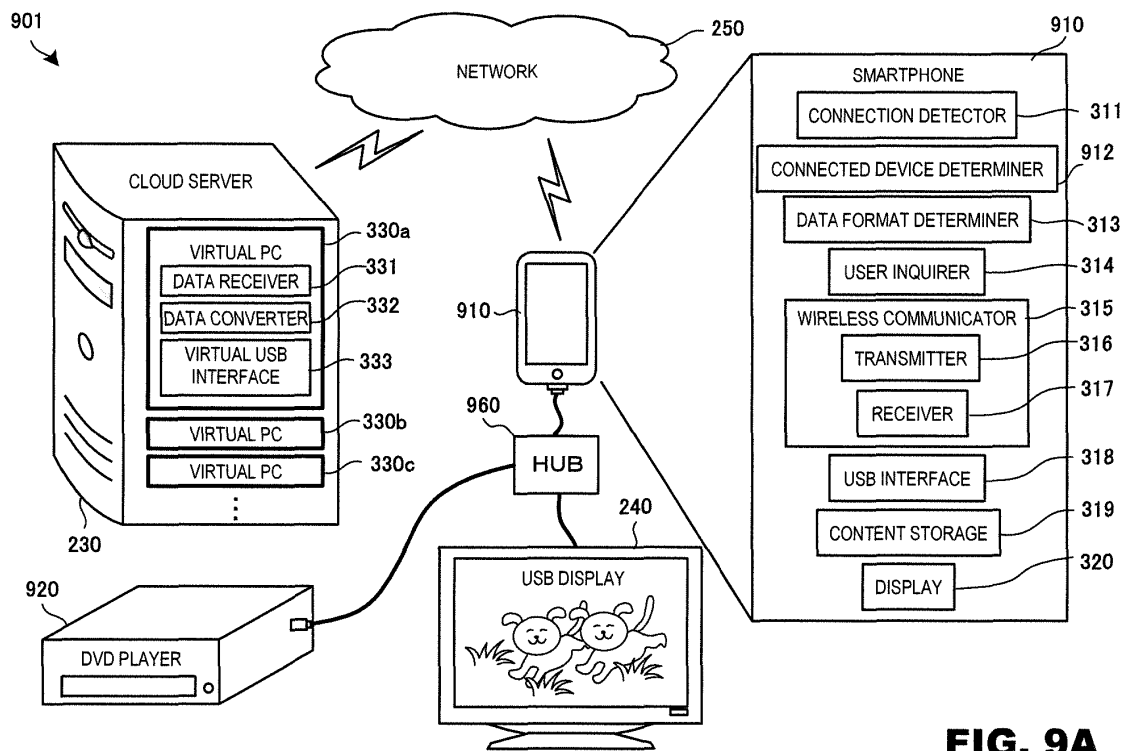 901
250
NETWORK
910
SMARTPHONE
CONNECTION DETECTOR
311
CONNECTED DEVICE DETERMINER
912
DATA FORMAT DETERMINER
313
USER INQUIRER
314
WIRELESS COMMUNICATOR
315
TRANSMITTER
316
RECEIVER
317
USB INTERFACE
318
CONTENT STORAGE
319
DISPLAY
320
CLOUD SERVER
VIRTUAL PC
330a
DATA RECEIVER
331
DATA CONVERTER
332
VIRTUAL USB
INTERFACE
333
VIRTUAL PC
330b
VIRTUAL PC
330c
230
910
960
HUB
240
USB DISPLAY
920
DVD PLAYER
FIG. 9A